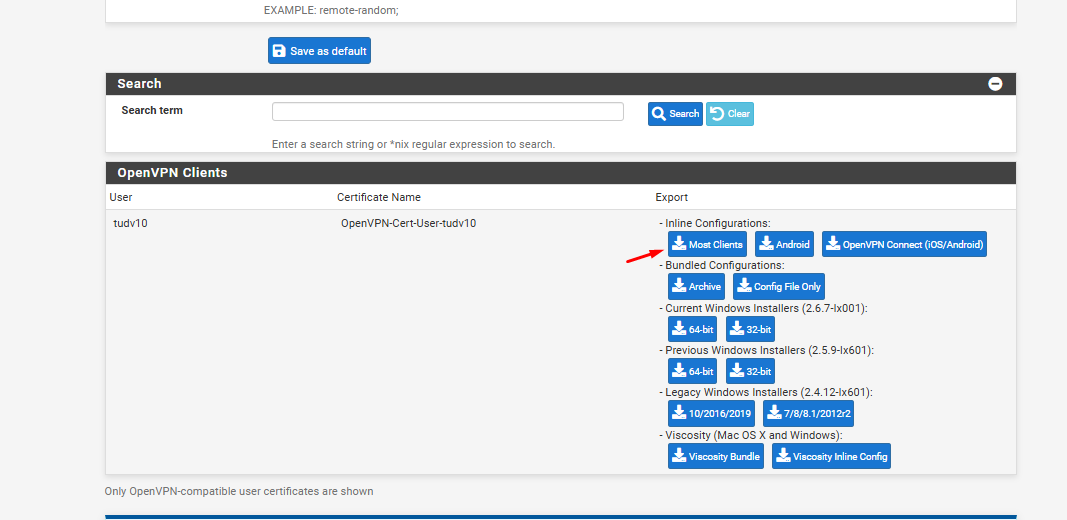 EXAMPLE: remote-random;
Save as default
Search
Search term
Search Clear
Enter a search string or *nix regular expression to search.
OpenVPN Clients
User Certificate Name Export
tudv10 OpenVPN-Cert-User-tudv10 - Inline Configurations:
Most Clients Android OpenVPN Connect (iOS/Android)
- Bundled Configurations:
Archive Config File Only
- Current Windows Installers (2.6.7-Ix001):
64-bit 32-bit
- Previous Windows Installers (2.5.9-Ix601):
64-bit 32-bit
- Legacy Windows Installers (2.4.12-Ix601):
10/2016/2019 7/8/8.1/2012r2
- Viscosity (Mac OS X and Windows):
Viscosity Bundle Viscosity Inline Config
Only OpenVPN-compatible user certificates are shown